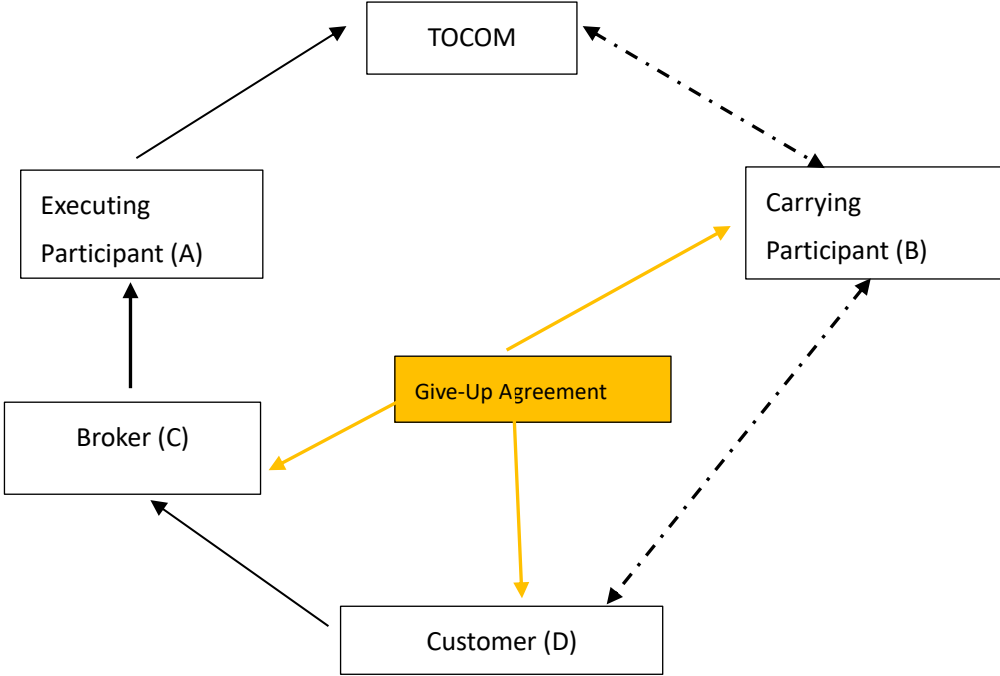 TOCOM
Executing
Participant (A)
Carrying
Participant (B)
Give-Up Agreement
Broker (C)
Customer (D)